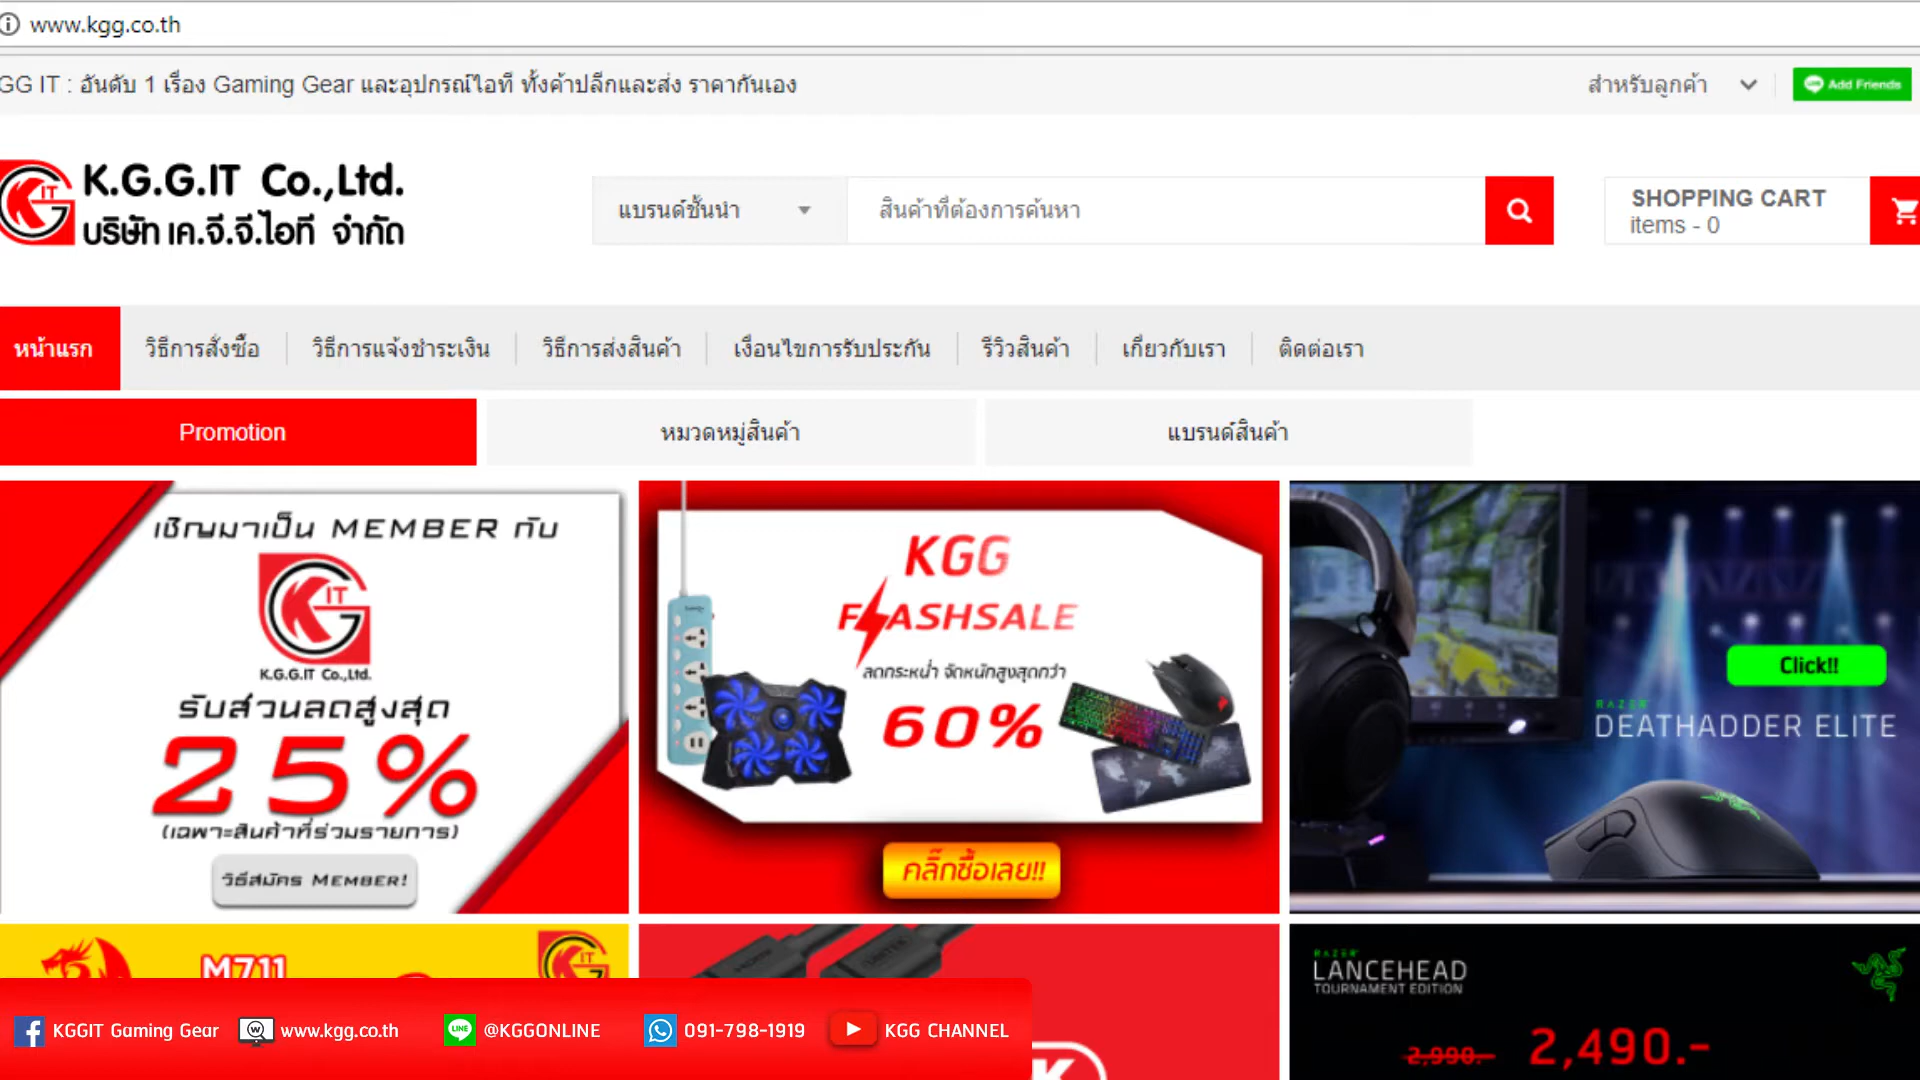 www.kgg.co.th
GG IT : อันดับ 1 เรื่อง Gaming Gear และอุปกรณ์ไอที ทั้งค้าปลีกและส่ง ราคากันเอง
สำหรับลูกค้า
Add Friends
K.G.G.IT Co.,Ltd.
บริษัท เค.จี.จี.ไอที จำกัด
แบรนด์ชั้นนำ
สินค้าที่ต้องการค้นหา
SHOPPING CART
items - 0
หน้าแรก
วิธีการสั่งซื้อ
วิธีการแจ้งชำระเงิน
วิธีการส่งสินค้า
เงื่อนไขการรับประกัน
รีวิวสินค้า
เกี่ยวกับเรา
ติดต่อเรา
Promotion
หมวดหมู่สินค้า
แบรนด์สินค้า
เชิญมาเป็น MEMBER กับ
IT
K.G.G.IT Co.,Ltd.
รับส่วนลดสูงสุด
25%
(เฉพาะสินค้าที่ร่วมรายการ)
วิธีสมัคร MEMBER!
KGG
FLASHSALE
ลดกระหน่ำ จัดหนักสูงสุดกว่า
60%
คลิ๊กซื้อเลย!!
Click!!
RAZER
DEATHADDER ELITE
M711
IT
RAZER
LANCEHEAD
TOURNAMENT EDITION
2,990.-
2,490.-
KGGIT Gaming Gear
www.kgg.co.th
LINE
@KGGONLINE
091-798-1919
KGG CHANNEL